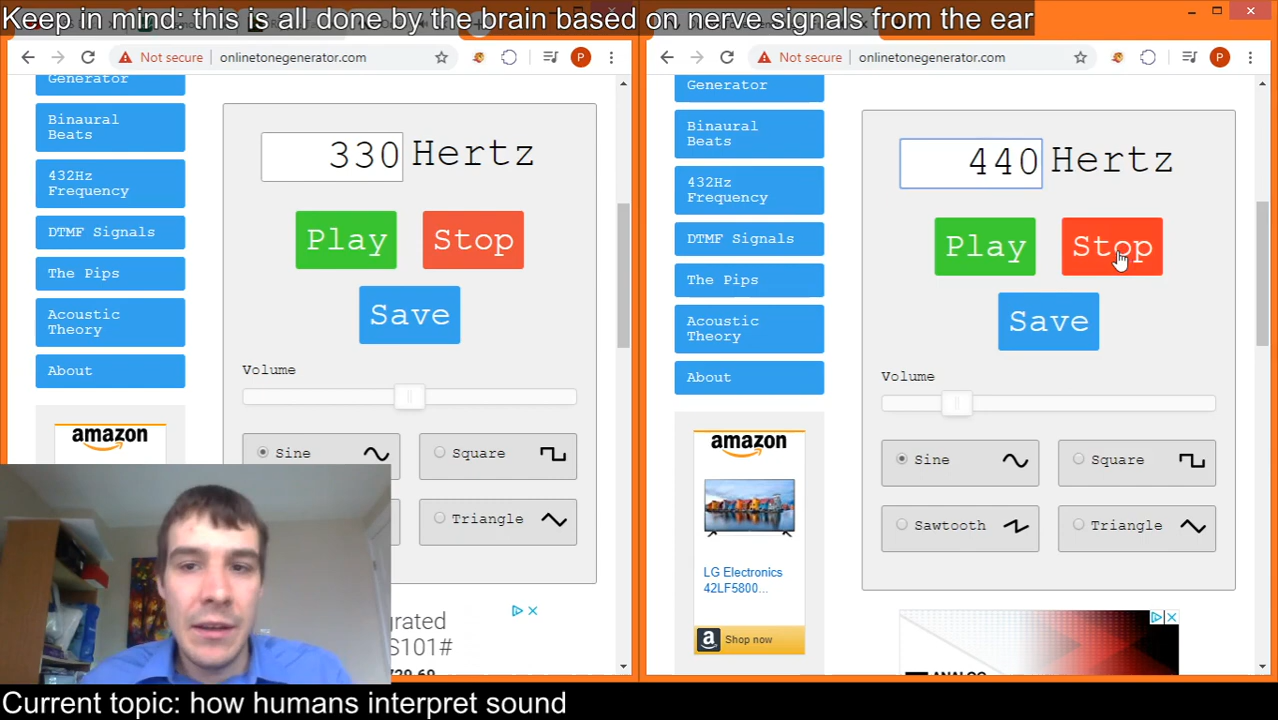 Keep in mind: this is all done by the brain based on nerve signals from the ear
Not secure
onlinetonegenerator.com
P
Generator
Binaural
Beats
432Hz
Frequency
DTMF Signals
The Pips
Acoustic
Theory
About
amazon
330 Hertz
Play
Stop
Save
Volume
Sine
Square
Triangle
grated
S101#
Not secure
onlinetonegenerator.com
P
Generator
Binaural
Beats
432Hz
Frequency
DTMF Signals
The Pips
Acoustic
Theory
About
amazon
LG Electronics
42LF5800...
Shop now
440 Hertz
Play
Stop
Save
Volume
Sine
Square
Sawtooth
Triangle
Current topic: how humans interpret sound